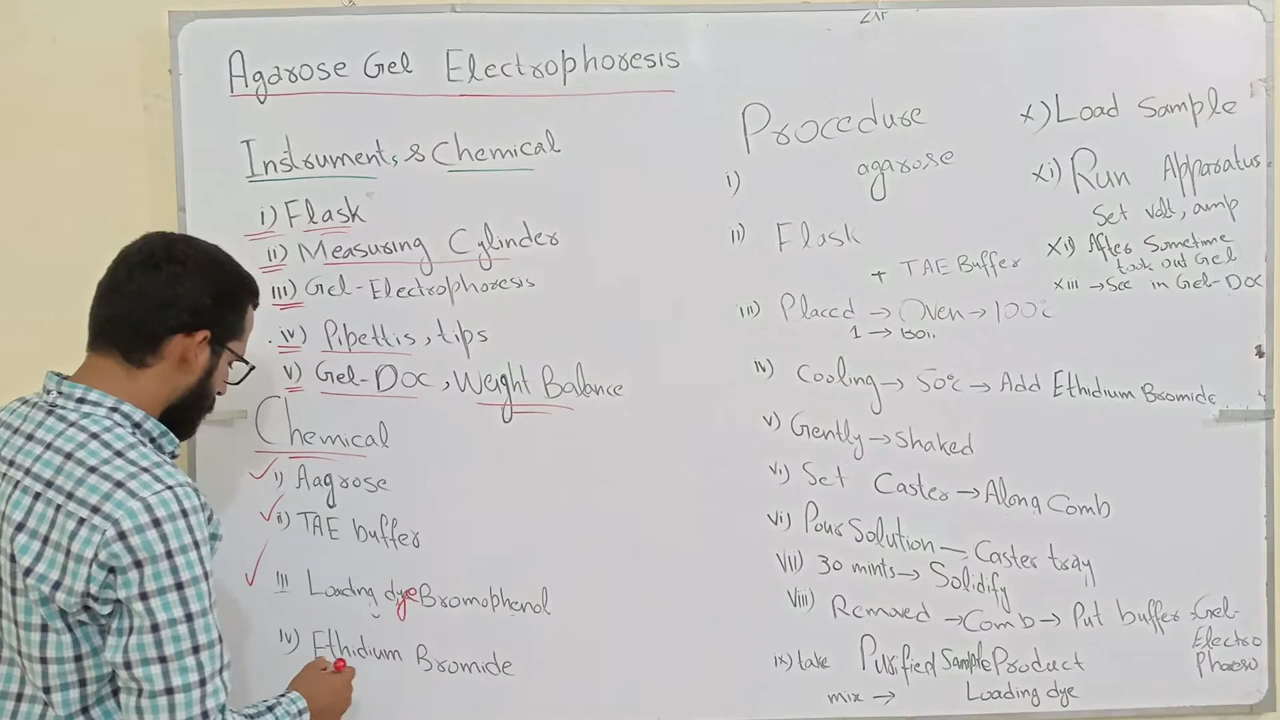 Agarose Gel Electrophoresis
Instruments & Chemical
i) Flask
ii) Measuring Cylinder
iii) Gel-Electrophoresis
iv) Pibettis, tips
v) Gel-Doc, Weight Balance
Chemical
i) Aagrose
ii) TAE buffer
III Loading dye Bromophenol
iv) Ethidium Bromide
Procedure
i) agarose
ii) Flask
+ TAE Buffer
iii) Placed → Oven → 100c
1 → boil
iv) Cooling → 50°c → Add Ethidium Bromide
v) Gently → Shaked
vi) Set Caster → Along Comb
vi) Pour Solution — Caster tray
vii) 30 mints → Solidify
viii) Removed → Comb → Put buffer Gel-
Electro
Phoreso
ix) take Purified Sample Product
mix → Loading dye
x) Load Sample
xi) Run Apparatus
Set Volt, amp
xi) After Sometime
took out Gel
xiii → See in Gel-Doc